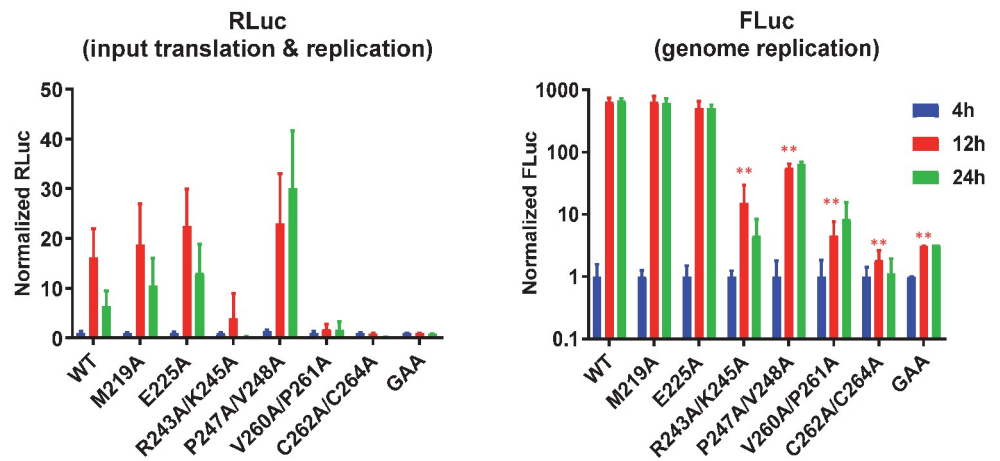 RLuc
(input translation & replication)
Normalized RLuc
50
40
30
20
10
0
WT
M219A
E225A
R243A/K245A
P247A/V248A
V260A/P261A
C262A/C264A
GAA
FLuc
(genome replication)
Normalized FLuc
1000
100
10
1
0.1
**
**
**
**
**
WT
M219A
E225A
R243A/K245A
P247A/V248A
V260A/P261A
C262A/C264A
GAA
4h
12h
24h